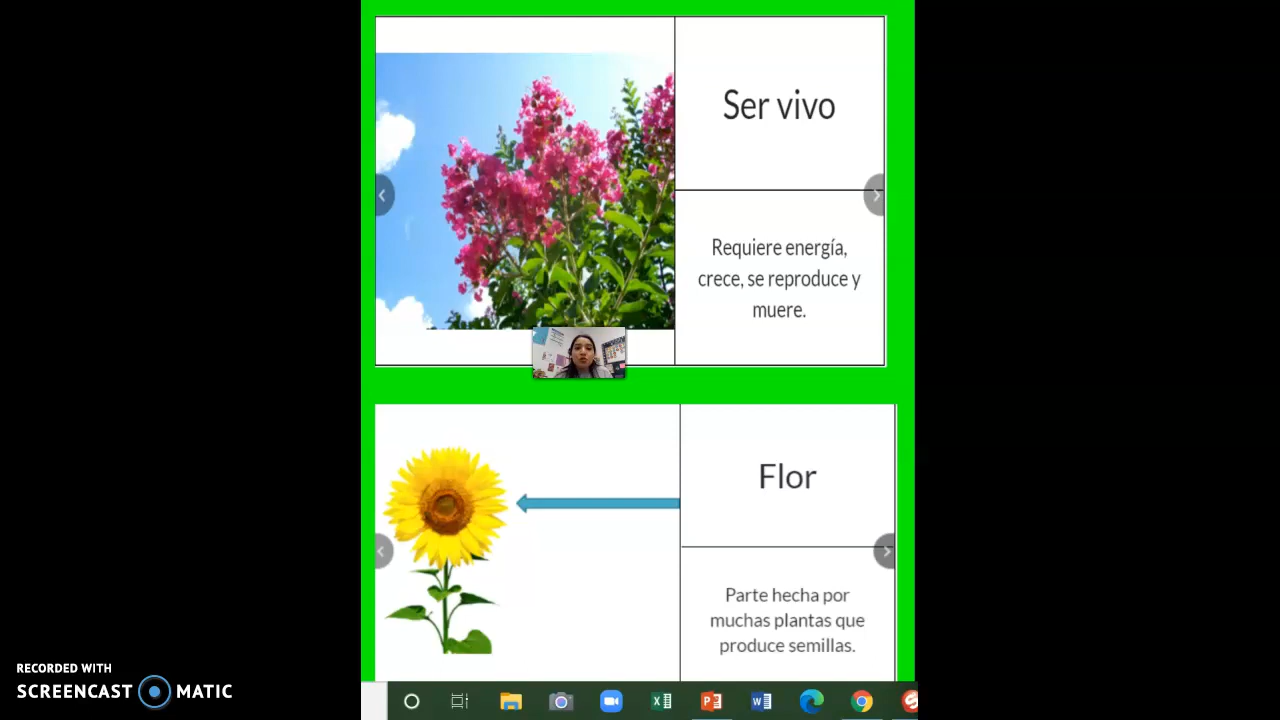 Ser vivo
Requiere energía,
crece, se reproduce y
muere.
Flor
Parte hecha por
muchas plantas que
produce semillas.
RECORDED WITH
SCREENCAST MATIC